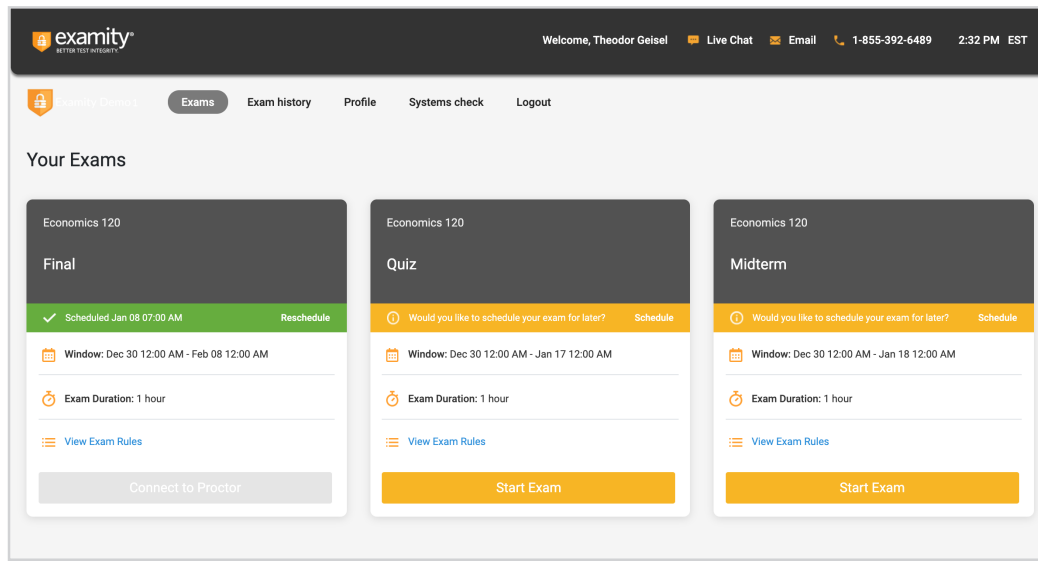 examity®
BETTER TEST INTEGRITY.
Welcome, Theodor Geisel Live Chat Email 1-855-392-6489 2:32 PM EST
Examity Connect Exams Exam history Profile Systems check Logout
Your Exams
Economics 120
Final
Scheduled Jan 08 07:00 AM Reschedule
Window: Dec 30 12:00 AM - Feb 08 12:00 AM
Exam Duration: 1 hour
View Exam Rules
Connect to Proctor
Economics 120
Quiz
Would you like to schedule your exam for later? Schedule
Window: Dec 30 12:00 AM - Jan 17 12:00 AM
Exam Duration: 1 hour
View Exam Rules
Start Exam
Economics 120
Midterm
Would you like to schedule your exam for later? Schedule
Window: Dec 30 12:00 AM - Jan 18 12:00 AM
Exam Duration: 1 hour
View Exam Rules
Start Exam